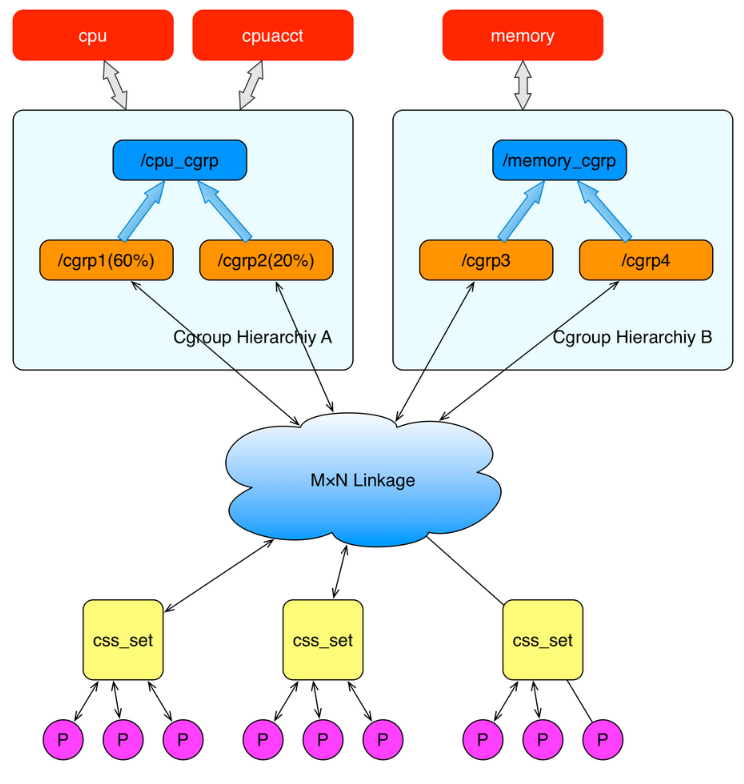 cpu
cpuacct
memory
/cpu_cgrp
/memory_cgrp
/cgrp1(60%)
/cgrp2(20%)
/cgrp3
/cgrp4
Cgroup Hierarchiy A
Cgroup Hierarchiy B
M×N Linkage
css_set
css_set
css_set
P
P
P
P
P
P
P
P
P